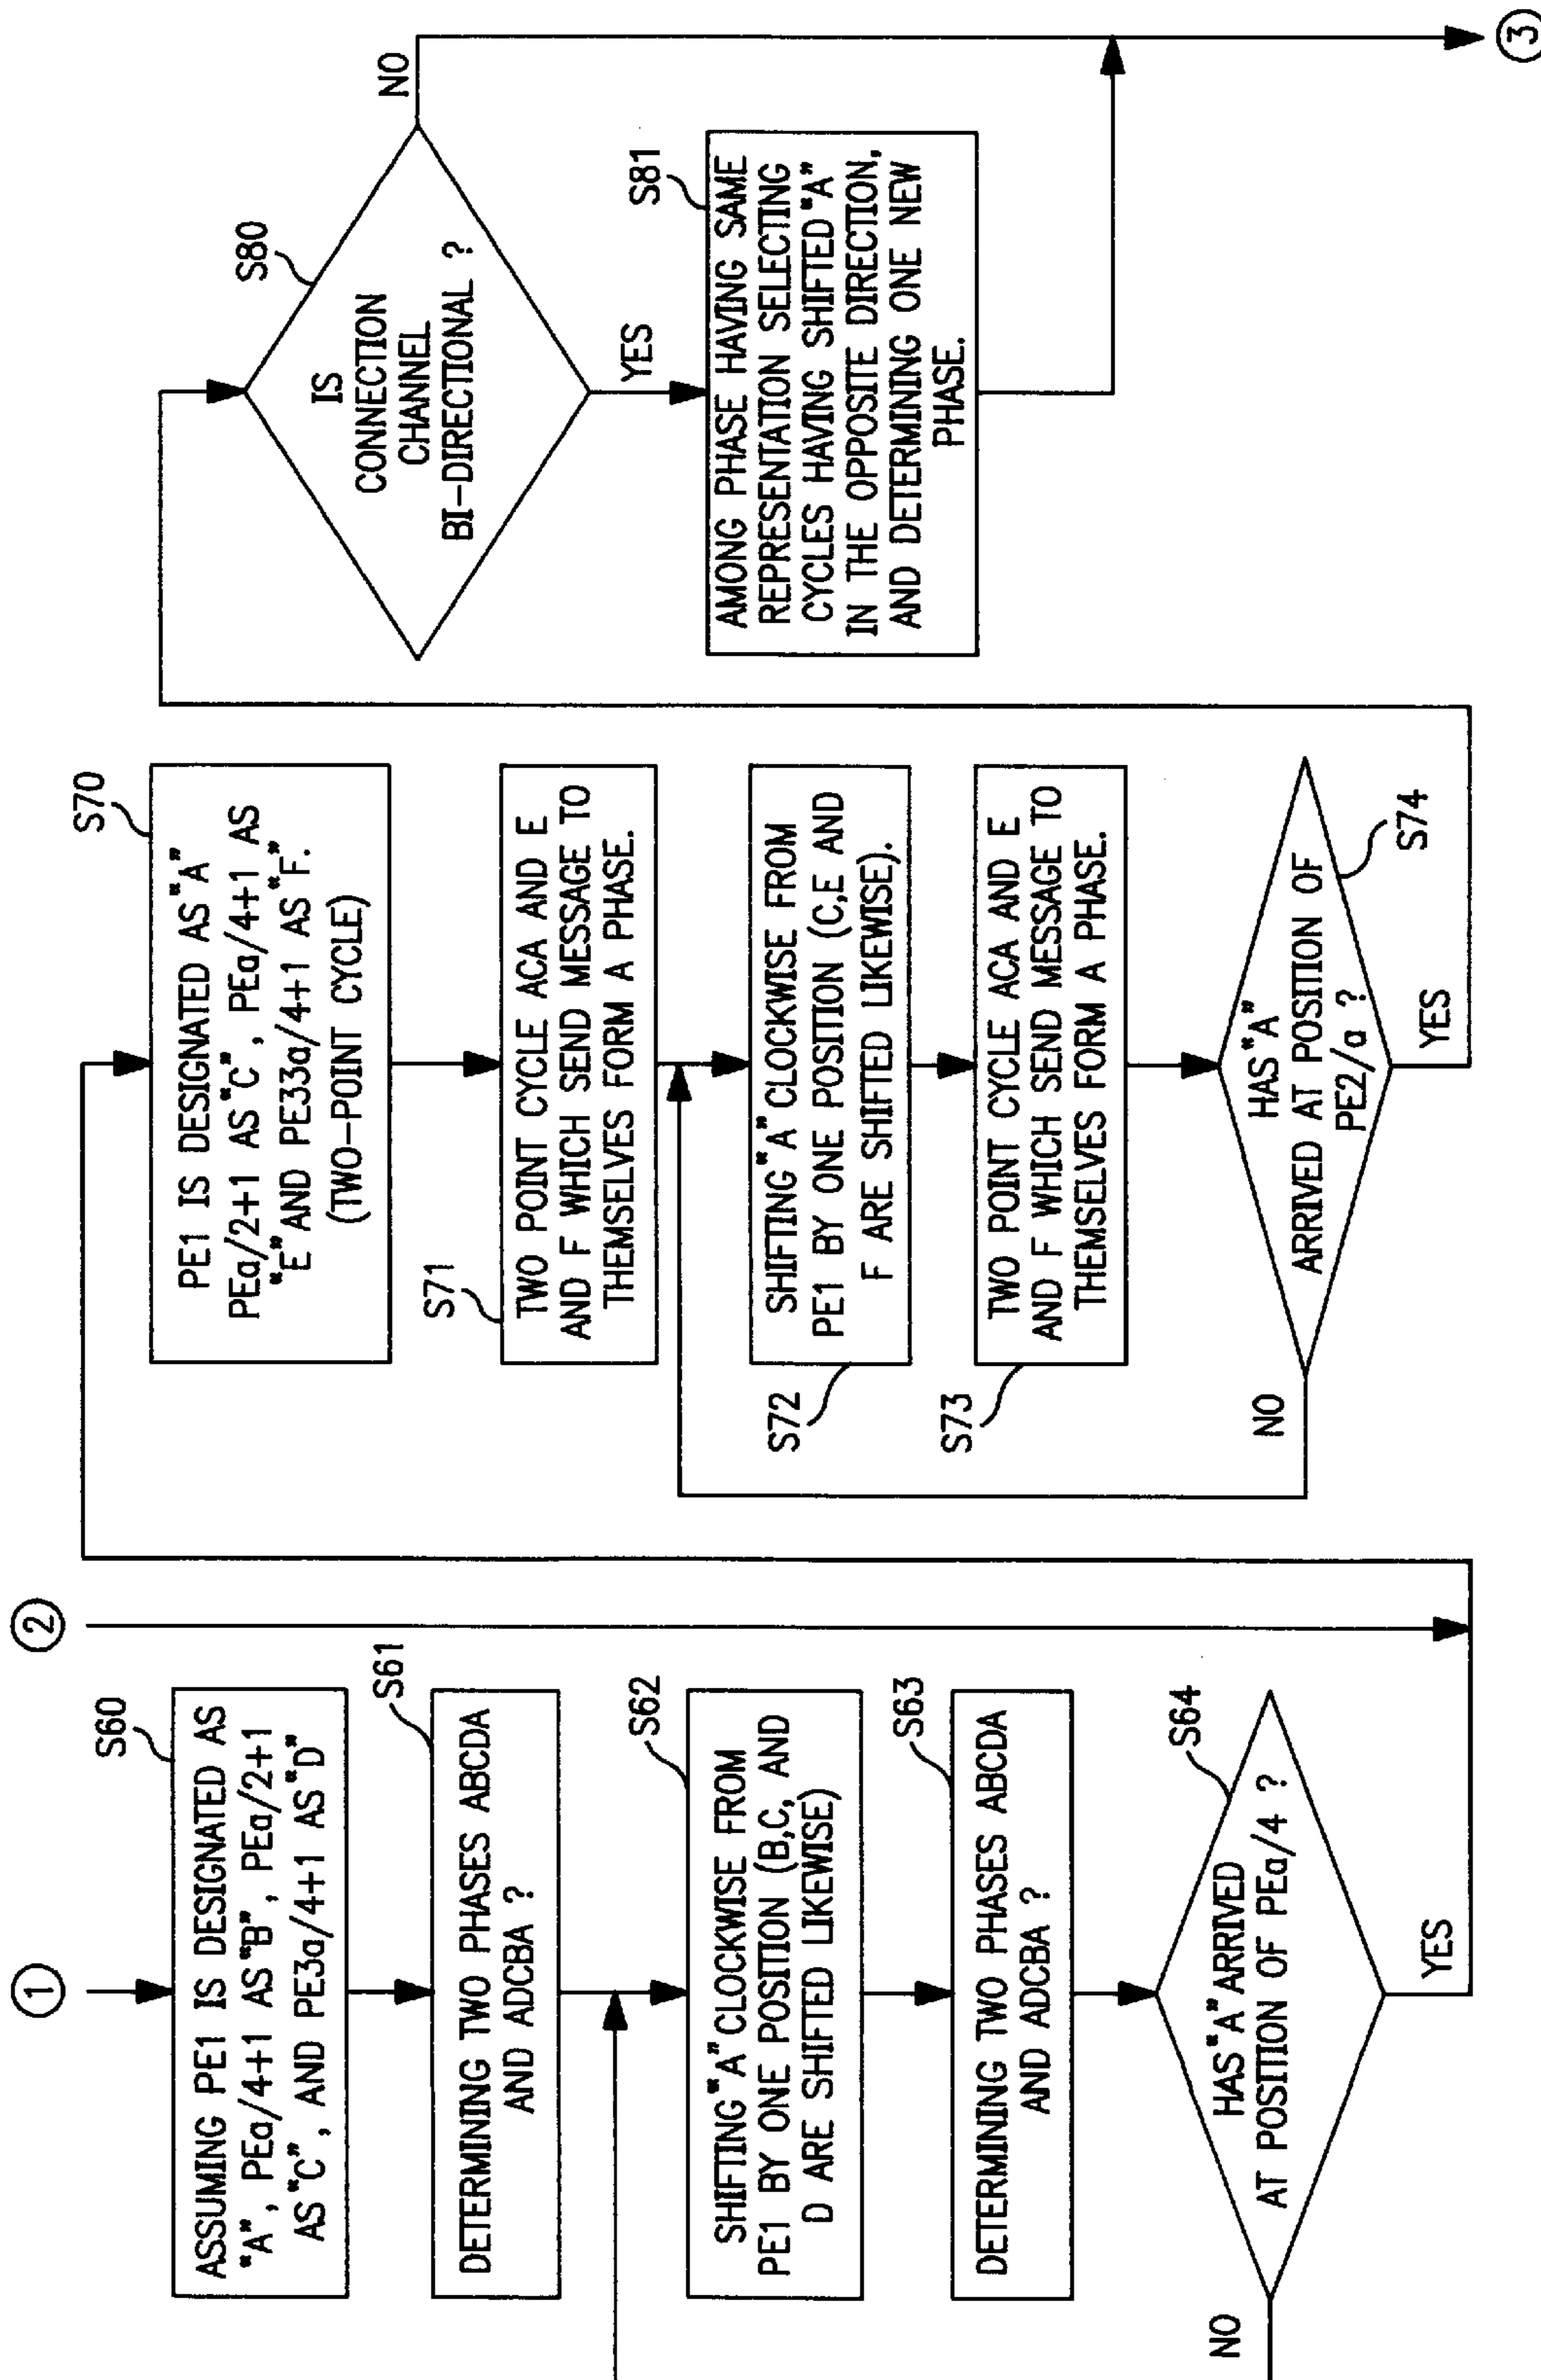 ①
S60
ASSUMING PE1 IS DESIGNATED AS
"A", PEa/4+1 AS "B", PEa/2+1
AS "C", AND PE3a/4+1 AS "D"
S61
DETERMINING TWO PHASES ABCDA
AND ADCBA ?
S62
SHIFTING "A" CLOCKWISE FROM
PE1 BY ONE POSITION (B,C, AND
D ARE SHIFTED LIKEWISE)
S63
DETERMINING TWO PHASES ABCDA
AND ADCBA ?
S64
HAS "A" ARRIVED
AT POSITION OF PEa/4 ?
NO
YES
②
S70
PE1 IS DESIGNATED AS "A"
PEa/2+1 AS "C", PEa/4+1 AS
"E" AND PE33a/4+1 AS "F".
(TWO-POINT CYCLE)
S71
TWO POINT CYCLE ACA AND E
AND F WHICH SEND MESSAGE TO
THEMSELVES FORM A PHASE.
S72
SHIFTING "A" CLOCKWISE FROM
PE1 BY ONE POSITION (C,E AND
F ARE SHIFTED LIKEWISE).
S73
TWO POINT CYCLE ACA AND E
AND F WHICH SEND MESSAGE TO
THEMSELVES FORM A PHASE.
S74
HAS "A"
ARRIVED AT POSITION OF
PE2/a ?
NO
YES
S80
IS
CONNECTION
CHANNEL
BI-DIRECTIONAL ?
NO
YES
S81
AMONG PHASE HAVING SAME
REPRESENTATION SELECTING
CYCLES HAVING SHIFTED "A"
IN THE OPPOSITE DIRECTION,
AND DETERMINING ONE NEW
PHASE.
③